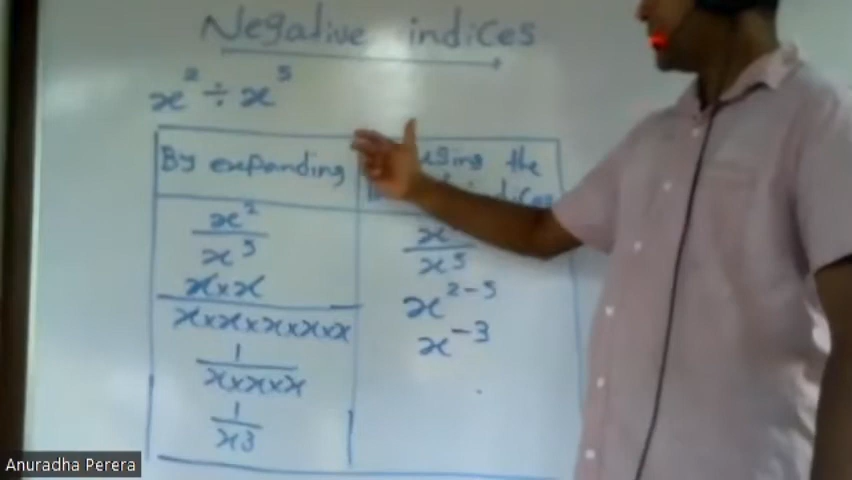 Negative indices
x² ÷ x⁵
By expanding
using the
x²/x⁵
x×x/x×x×x×x×x
1/x×x×x
1/x3
x⁵
x²⁻⁵
x⁻³
Anuradha Perera